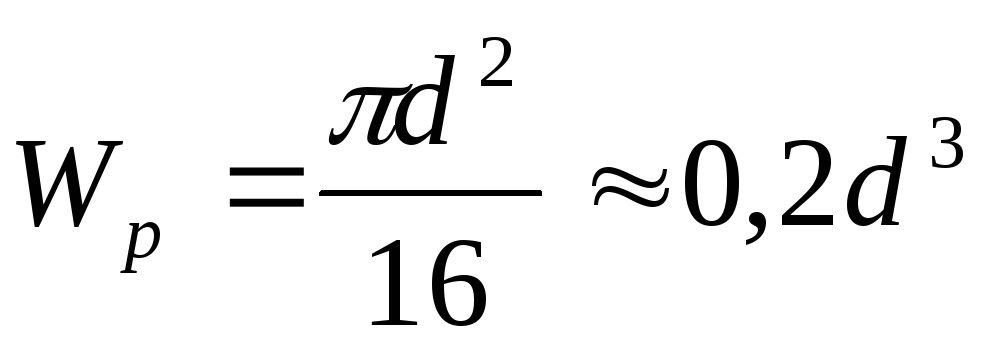 W_p = πd^2/16 ≈ 0,2d^3